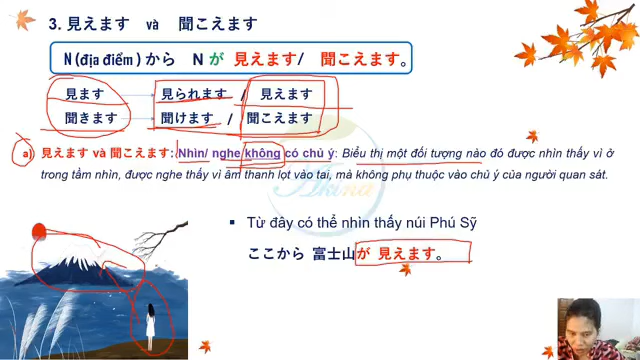 3. 見えます và 聞こえます
N (địa điểm) から N が 見えます/ 聞こえます。
見ます 見られます / 見えます
聞きます 聞けます / 聞こえます
a) 見えます và 聞こえます: Nhìn/ nghe không có chủ ý: Biểu thị một đối tượng nào đó được nhìn thấy vì ở
trong tầm nhìn, được nghe thấy vì âm thanh lọt vào tai, mà không phụ thuộc vào chủ ý của người quan sát.
Akina
▪ Từ đây có thể nhìn thấy núi Phú Sỹ
ここから 富士山が 見えます。